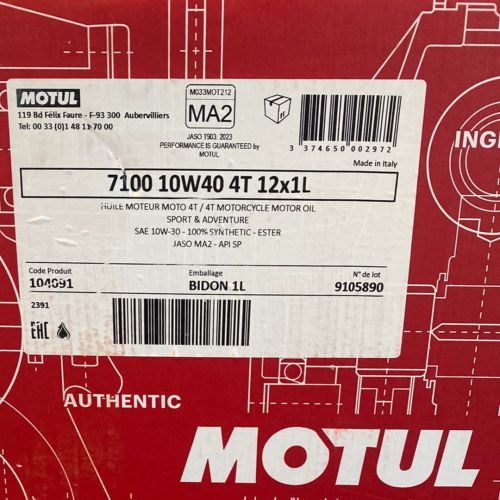 MOTUL
119 Bd Félix Faure - F-93 300 Aubervilliers
Tel: 00 33 (0)1 48 11 70 00
M033MOT212
MA2
JASO T903 2023
PERFORMANCE IS GUARANTEED by
MOTUL
3 374650 002972
Made in Italy
7100 10W40 4T 12x1L
HUILE MOTEUR MOTO 4T / 4T MOTORCYCLE MOTOR OIL
SPORT & ADVENTURE
SAE 10W-30 - 100% SYNTHETIC - ESTER
JASO MA2 - API SP
Code Produit
104091
Emballage
BIDON 1L
N° de lot
9105890
2391
EAC
AUTHENTIC
MOTUL